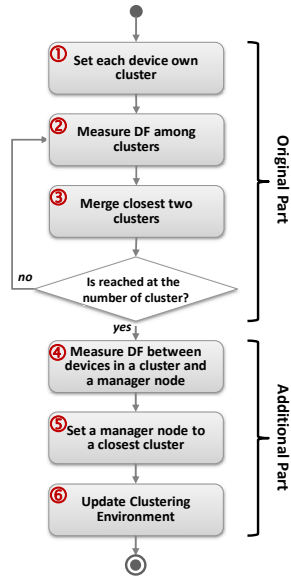 ① Set each device own
cluster
② Measure DF among
clusters
③ Merge closest two
clusters
Is reached at the
number of cluster?
no
yes
Original Part
④ Measure DF between
devices in a cluster and
a manager node
⑤ Set a manager node to
a closest cluster
⑥ Update Clustering
Environment
Additional Part